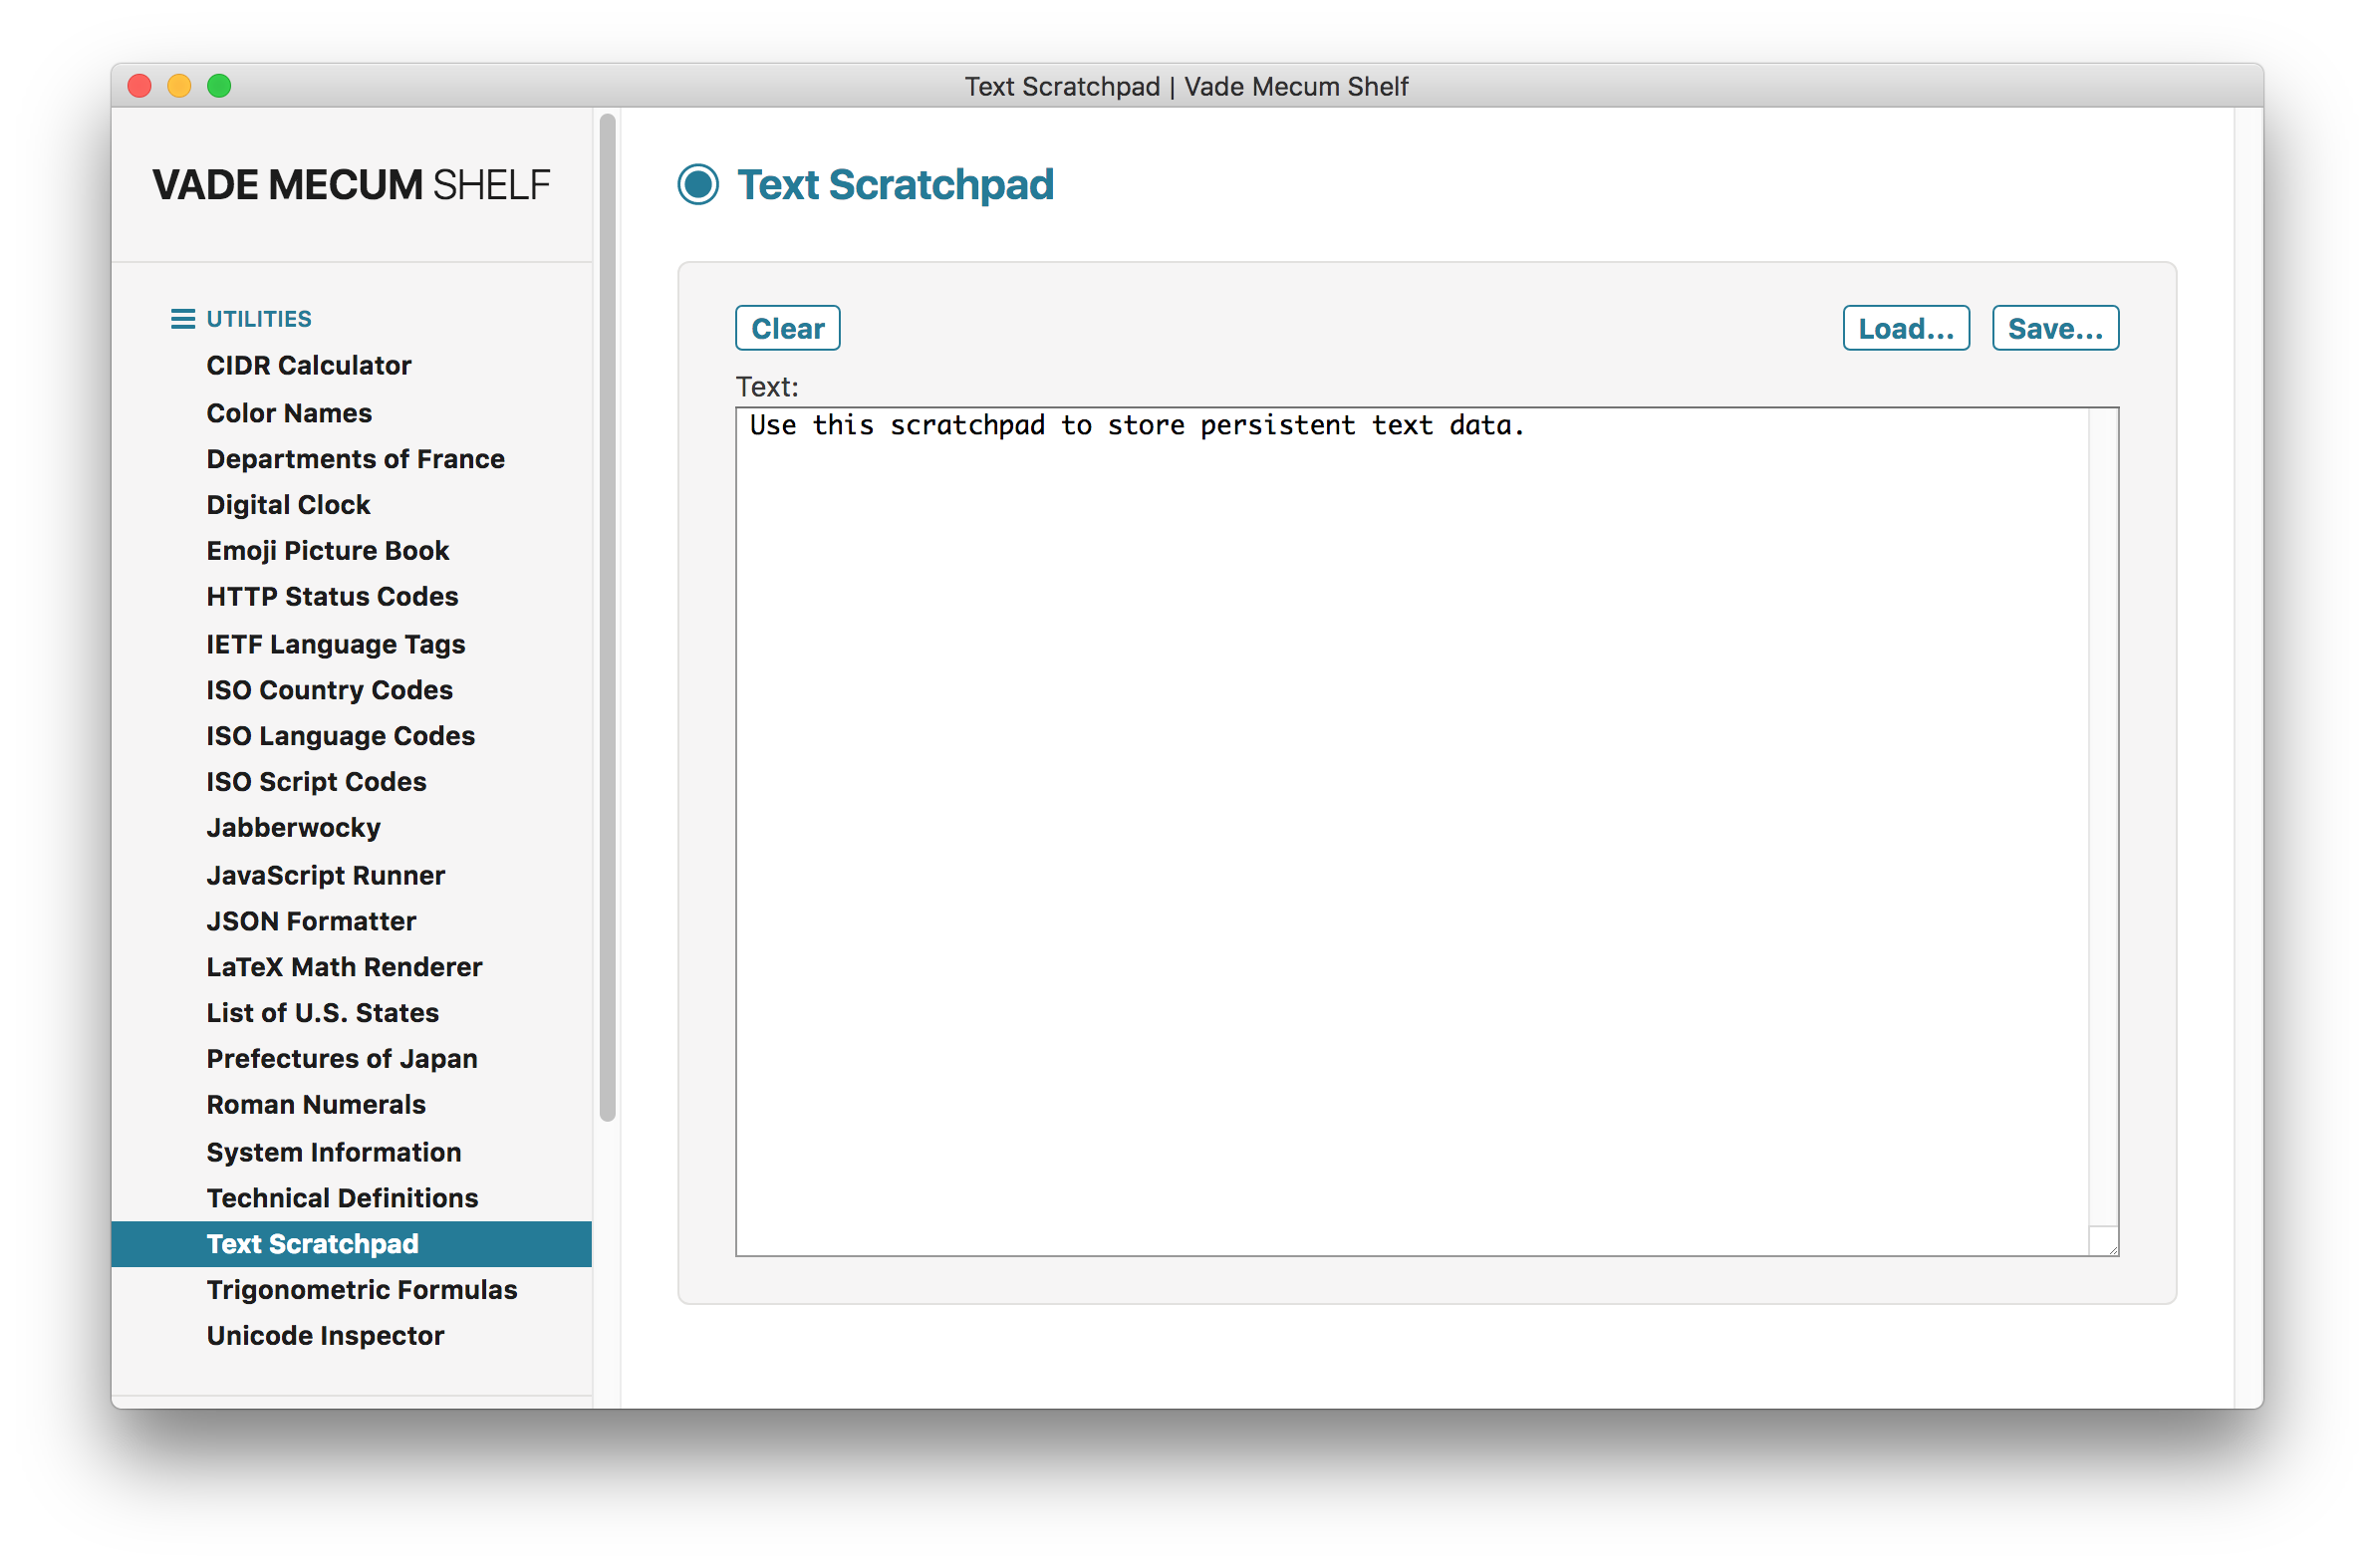 Text Scratchpad | Vade Mecum Shelf
VADE MECUM SHELF
UTILITIES
CIDR Calculator
Color Names
Departments of France
Digital Clock
Emoji Picture Book
HTTP Status Codes
IETF Language Tags
ISO Country Codes
ISO Language Codes
ISO Script Codes
Jabberwocky
JavaScript Runner
JSON Formatter
LaTeX Math Renderer
List of U.S. States
Prefectures of Japan
Roman Numerals
System Information
Technical Definitions
Text Scratchpad
Trigonometric Formulas
Unicode Inspector
Text Scratchpad
Clear
Load...
Save...
Text:
Use this scratchpad to store persistent text data.